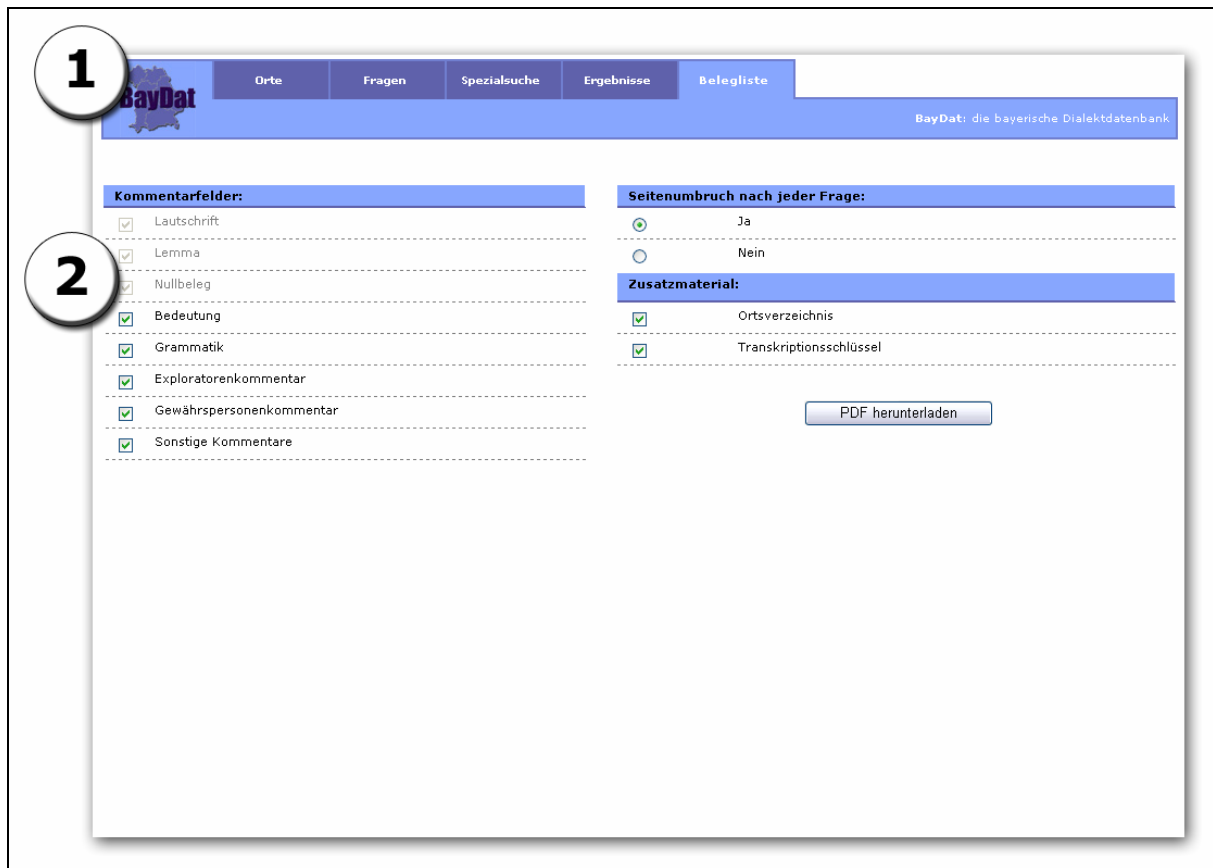 1
BayDat
Orte Fragen Spezialsuche Ergebnisse Belegliste
BayDat: die bayerische Dialektdatenbank
Kommentarfelder:
Lautschrift
Lemma
2
Nullbeleg
Bedeutung
Grammatik
Exploratorenkommentar
Gewährspersonenkommentar
Sonstige Kommentare
Seitenumbruch nach jeder Frage:
Ja
Nein
Zusatzmaterial:
Ortsverzeichnis
Transkriptionsschlüssel
PDF herunterladen